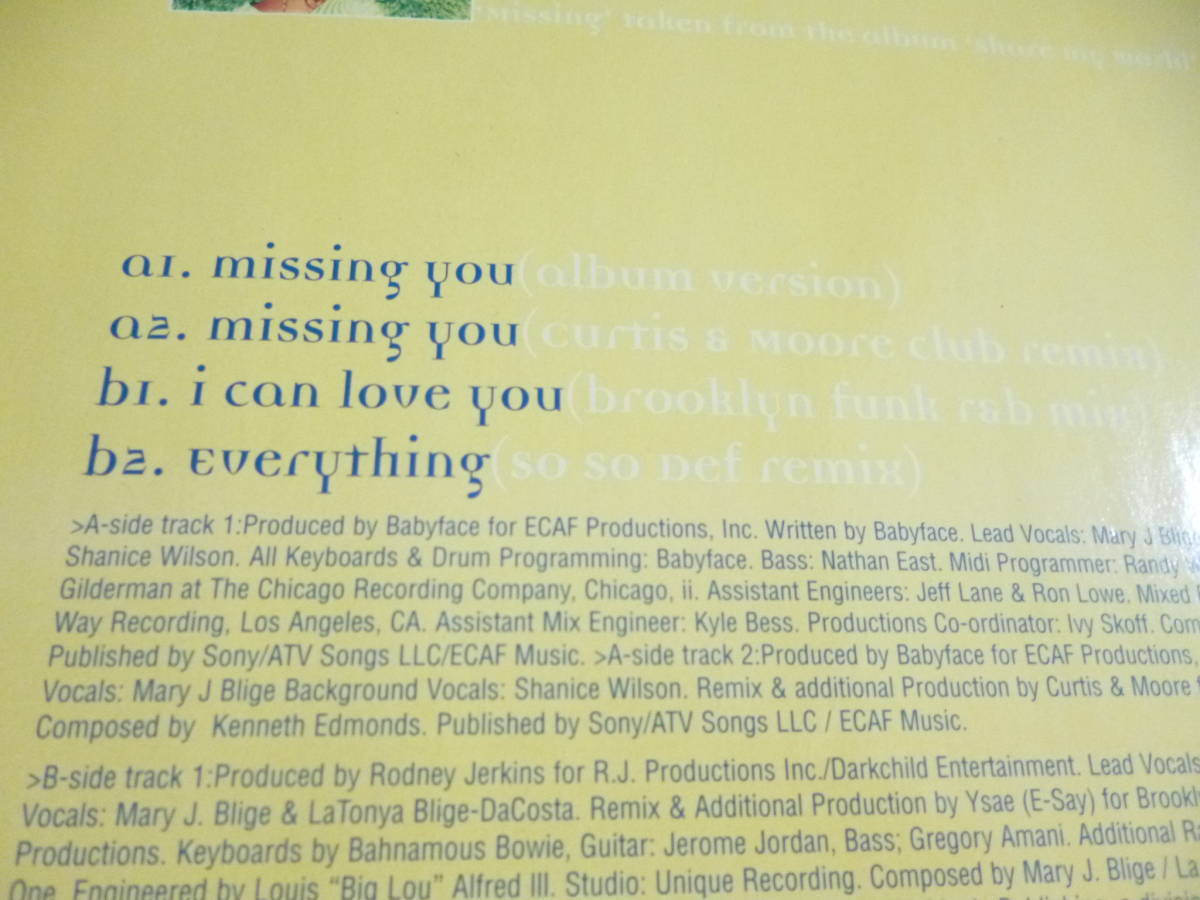 'Missing' taken from the album 'share my world'
a1. missing you (album version)
a2. missing you (curtis & moore club remix)
b1. i can love you (brooklyn funk r&b mix)
b2. Everything (so so Def remix)
>A-side track 1:Produced by Babyface for ECAF Productions, Inc. Written by Babyface. Lead Vocals: Mary J Blige
Shanice Wilson. All Keyboards & Drum Programming: Babyface. Bass: Nathan East. Midi Programmer: Randy
Gilderman at The Chicago Recording Company, Chicago, ii. Assistant Engineers: Jeff Lane & Ron Lowe. Mixed
Way Recording, Los Angeles, CA. Assistant Mix Engineer: Kyle Bess. Productions Co-ordinator: Ivy Skoff. Com
Published by Sony/ATV Songs LLC/ECAF Music. >A-side track 2:Produced by Babyface for ECAF Productions,
Vocals: Mary J Blige Background Vocals: Shanice Wilson. Remix & additional Production by Curtis & Moore
Composed by Kenneth Edmonds. Published by Sony/ATV Songs LLC / ECAF Music.
>B-side track 1:Produced by Rodney Jerkins for R.J. Productions Inc./Darkchild Entertainment. Lead Vocals
Vocals: Mary J. Blige & LaTonya Blige-DaCosta. Remix & Additional Production by Ysae (E-Say) for Brookly
Productions. Keyboards by Bahnamous Bowie, Guitar: Jerome Jordan, Bass; Gregory Amani. Additional Ra
One. Engineered by Louis "Big Lou" Alfred III. Studio: Unique Recording. Composed by Mary J. Blige / La